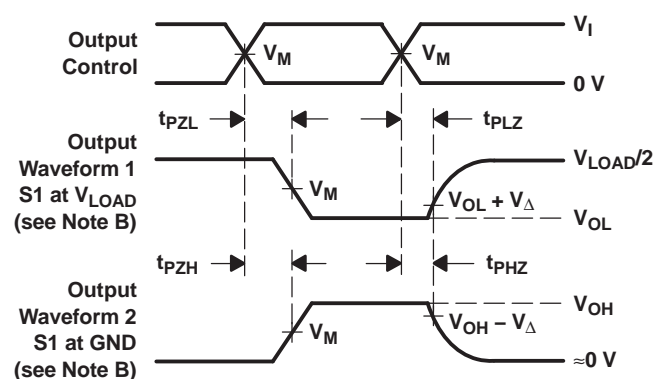 Output
Control
V_M
V_M
V_I
0 V
t_PZL
t_PLZ
Output
Waveform 1
S1 at V_LOAD
(see Note B)
V_M
V_LOAD/2
V_OL + V_Δ
V_OL
t_PZH
t_PHZ
Output
Waveform 2
S1 at GND
(see Note B)
V_M
V_OH
V_OH − V_Δ
≈0 V